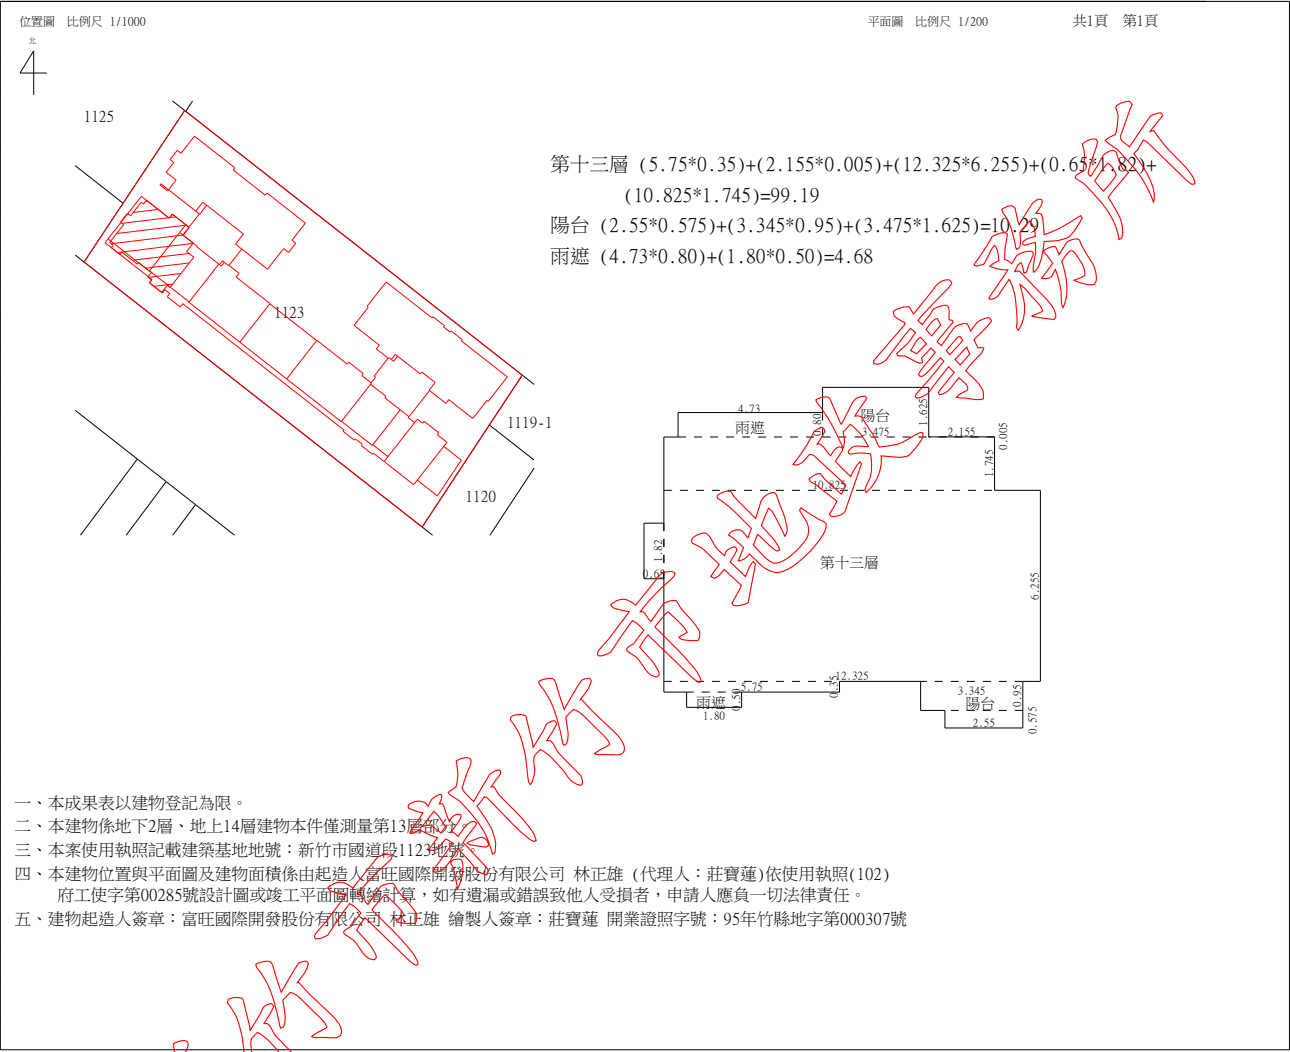 位置圖 比例尺 1/1000
平面圖 比例尺 1/200
共1頁 第1頁
北
1125
第十三層 (5.75*0.35)+(2.155*0.005)+(12.325*6.255)+(0.65*1.82)+
(10.825*1.745)=99.19
陽台 (2.55*0.575)+(3.345*0.95)+(3.475*1.625)=10.29
雨遮 (4.73*0.80)+(1.80*0.50)=4.68
1123
1119-1
1120
4.73
雨遮
0.80
陽台
3.475
1.625
2.155
0.005
1.745
10.825
1.82
0.65
第十三層
6.255
12.325
5.75
0.35
雨遮
0.50
1.80
3.345
陽台
0.95
2.55
0.575
一、本成果表以建物登記為限。
二、本建物係地下2層、地上14層建物本件僅測量第13層部分。
三、本案使用執照記載建築基地地號：新竹市國道段1123地號。
四、本建物位置與平面圖及建物面積係由起造人富旺國際開發股份有限公司 林正雄 (代理人：莊寶蓮)依使用執照(102)
府工使字第00285號設計圖或竣工平面圖轉繪計算，如有遺漏或錯誤致他人受損者，申請人應負一切法律責任。
五、建物起造人簽章：富旺國際開發股份有限公司 林正雄 繪製人簽章：莊寶蓮 開業證照字號：95年竹縣地字第000307號
竹市新竹市地政事務所